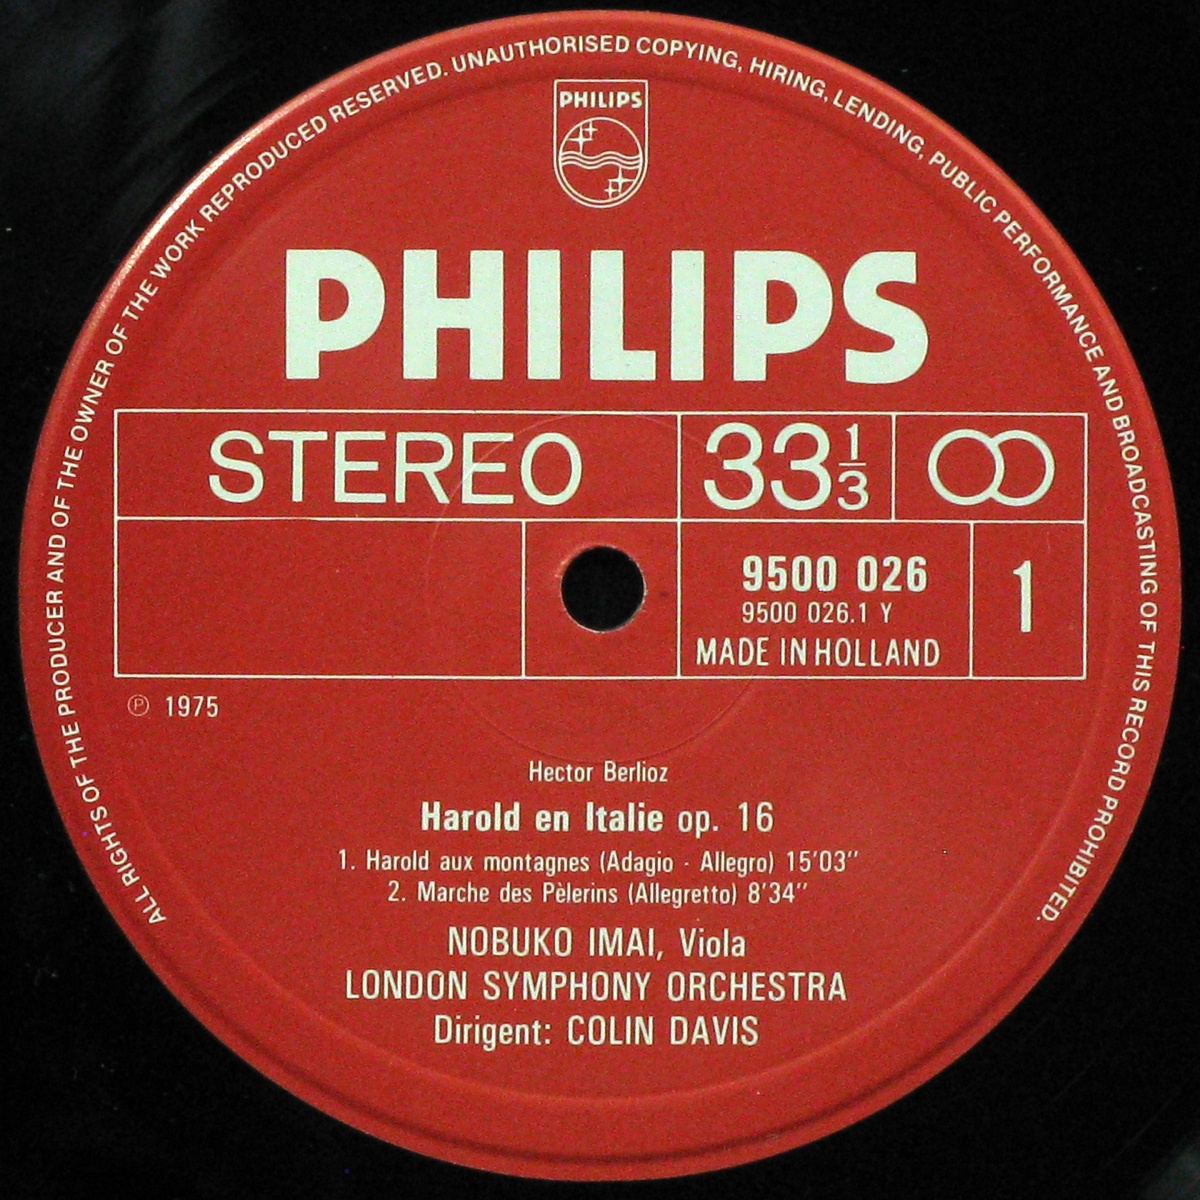 ALL RIGHTS OF THE PRODUCER AND OF THE OWNER OF THE WORK REPRODUCED RESERVED. UNAUTHORISED COPYING, HIRING, LENDING, PUBLIC PERFORMANCE AND BROADCASTING OF THIS RECORD PROHIBITED.
PHILIPS
PHILIPS
STEREO 33 1/3
9500 026 1
9500 026.1 Y
MADE IN HOLLAND
℗ 1975
Hector Berlioz
Harold en Italie op. 16
1. Harold aux montagnes (Adagio - Allegro) 15'03''
2. Marche des Pèlerins (Allegretto) 8'34''
NOBUKO IMAI, Viola
LONDON SYMPHONY ORCHESTRA
Dirigent: COLIN DAVIS